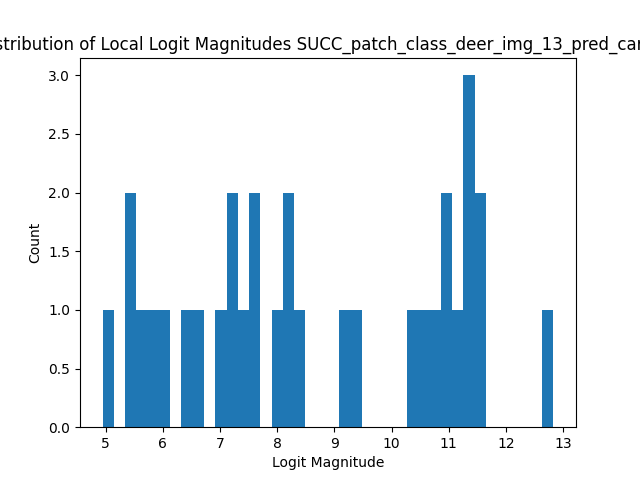 stribution of Local Logit Magnitudes SUCC_patch_class_deer_img_13_pred_car
3.0
2.5
2.0
1.5
1.0
0.5
0.0
Count
5 6 7 8 9 10 11 12 13
Logit Magnitude